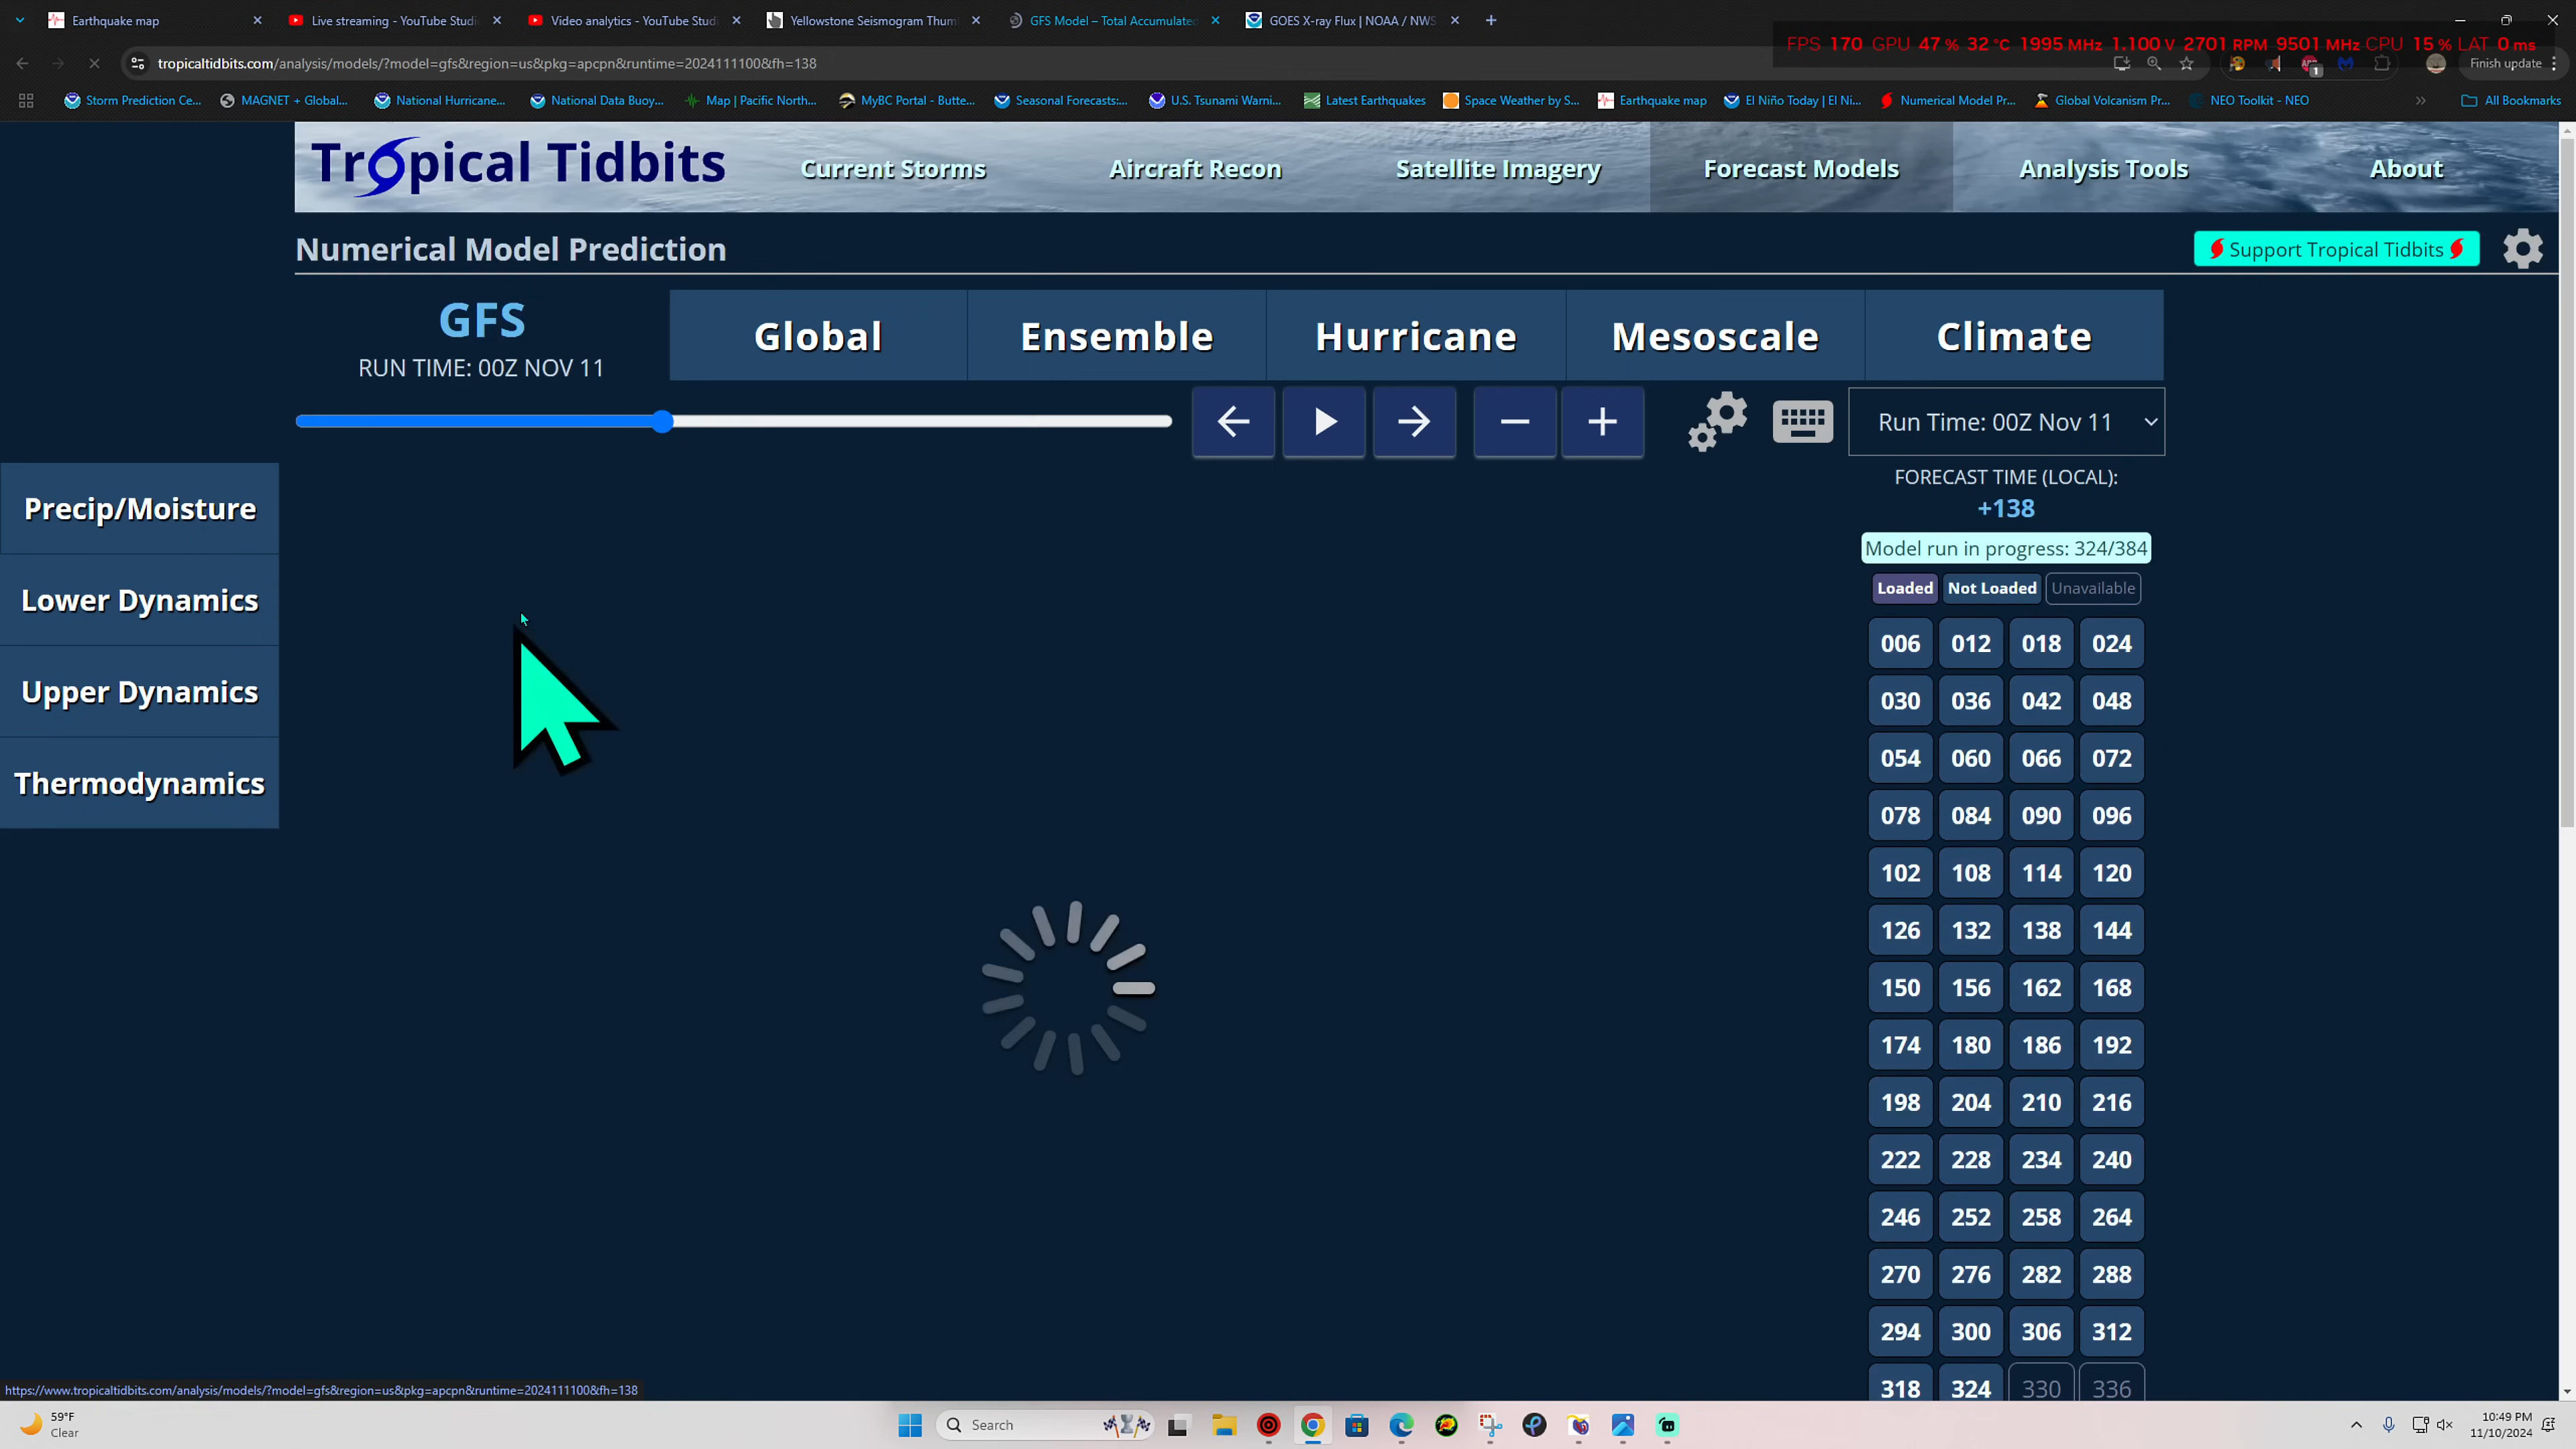 Earthquake map
Live streaming - YouTube Studi
Video analytics - YouTube Studi
Yellowstone Seismogram Thum
GFS Model – Total Accumulated
GOES X-ray Flux | NOAA / NWS
FPS 170 GPU 47 % 32 °C 1995 MHz 1.100 V 2701 RPM 9501 MHz CPU 15 % LAT 0 ms
tropicaltidbits.com/analysis/models/?model=gfs&region=us&pkg=apcpn&runtime=2024111100&fh=138
1
Finish update
Storm Prediction Ce...
MAGNET + Global...
National Hurricane...
National Data Buoy...
Map | Pacific North...
MyBC Portal - Butte...
Seasonal Forecasts:...
U.S. Tsunami Warni...
Latest Earthquakes
Space Weather by S...
Earthquake map
El Niño Today | El Ni...
Numerical Model Pr...
Global Volcanism Pr...
NEO Toolkit - NEO
All Bookmarks
Tropical Tidbits
Current Storms
Aircraft Recon
Satellite Imagery
Forecast Models
Analysis Tools
About
Numerical Model Prediction
Support Tropical Tidbits
GFS
RUN TIME: 00Z NOV 11
Global
Ensemble
Hurricane
Mesoscale
Climate
Run Time: 00Z Nov 11
Precip/Moisture
Lower Dynamics
Upper Dynamics
Thermodynamics
FORECAST TIME (LOCAL):
+138
Model run in progress: 324/384
Loaded Not Loaded Unavailable
006 012 018 024
030 036 042 048
054 060 066 072
078 084 090 096
102 108 114 120
126 132 138 144
150 156 162 168
174 180 186 192
198 204 210 216
222 228 234 240
246 252 258 264
270 276 282 288
294 300 306 312
318 324 330 336
https://www.tropicaltidbits.com/analysis/models/?model=gfs&region=us&pkg=apcpn&runtime=2024111100&fh=138
59°F
Clear
Search
10:49 PM
11/10/2024